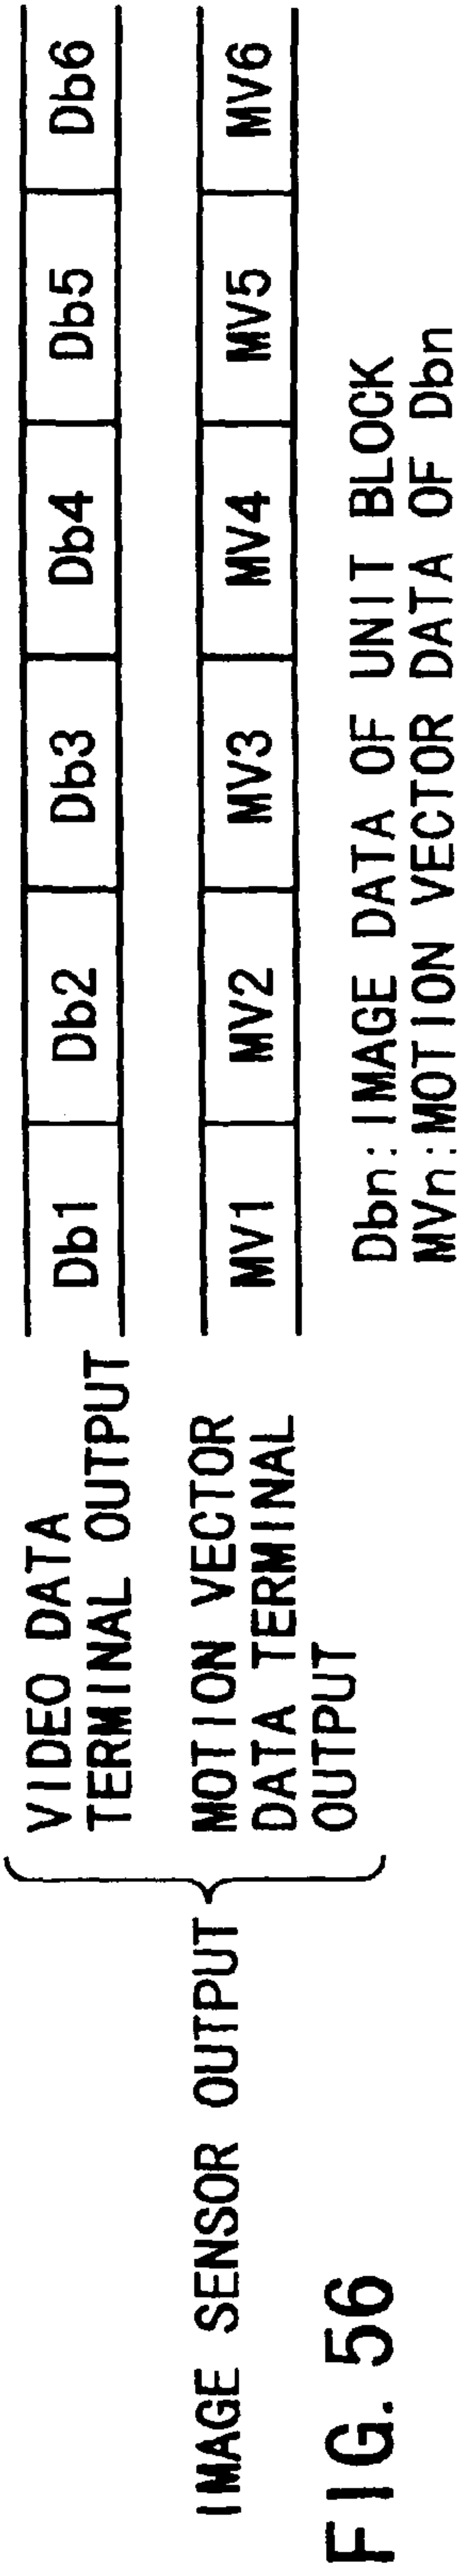 IMAGE SENSOR OUTPUT
VIDEO DATA
TERMINAL OUTPUT
Db1 Db2 Db3 Db4 Db5 Db6
MOTION VECTOR
DATA TERMINAL
OUTPUT
MV1 MV2 MV3 MV4 MV5 MV6
Dbn: IMAGE DATA OF UNIT BLOCK
MVn: MOTION VECTOR DATA OF Dbn
FIG. 56